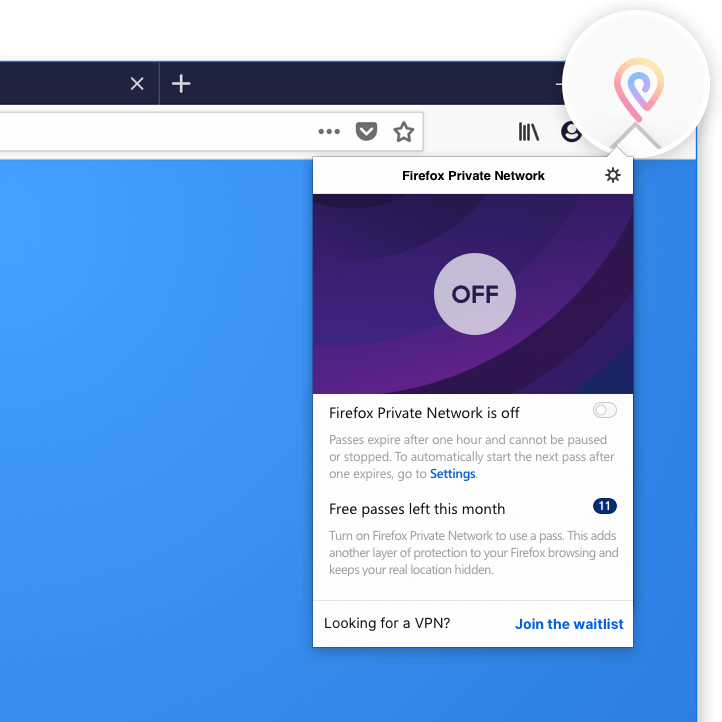 Firefox Private Network
OFF
Firefox Private Network is off
Passes expire after one hour and cannot be paused
or stopped. To automatically start the next pass after
one expires, go to Settings.
Free passes left this month
11
Turn on Firefox Private Network to use a pass. This adds
another layer of protection to your Firefox browsing and
keeps your real location hidden.
Looking for a VPN?
Join the waitlist